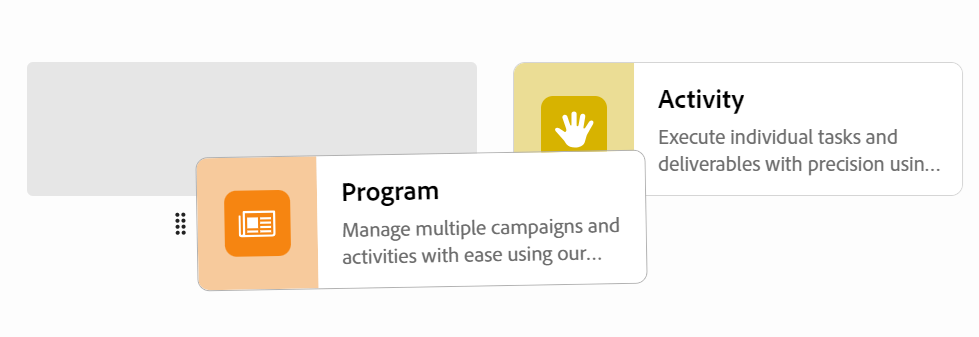 Activity
Execute individual tasks and
deliverables with precision usin...
Program
Manage multiple campaigns and
activities with ease using our...